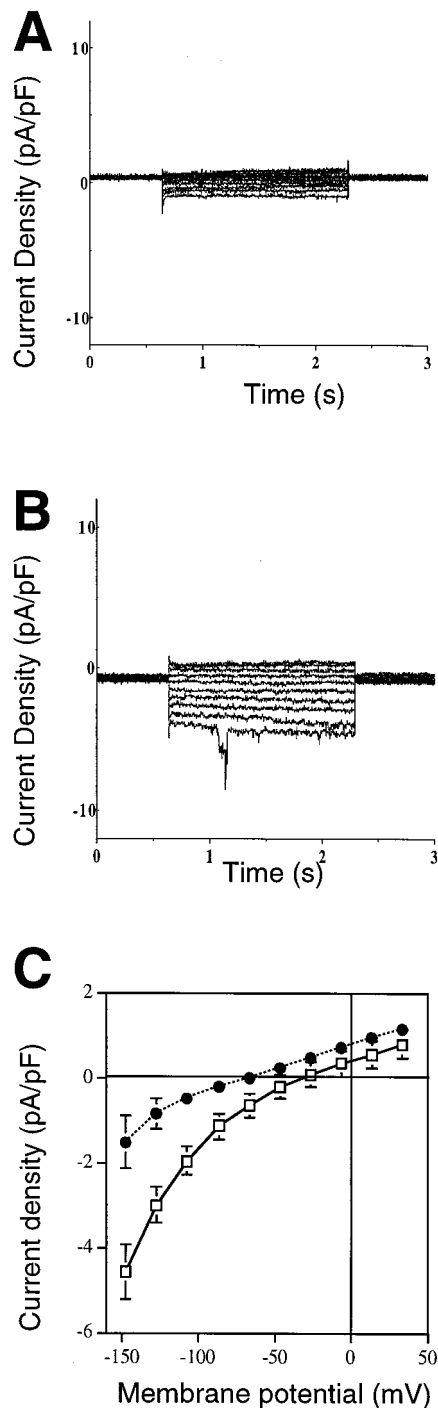 A
Current Density (pA/pF)
10
0
-10
0
1
2
3
Time (s)
B
Current Density (pA/pF)
10
0
-10
0
1
2
3
Time (s)
C
Current density (pA/pF)
2
0
-2
-4
-6
-150
-100
-50
0
50
Membrane potential (mV)